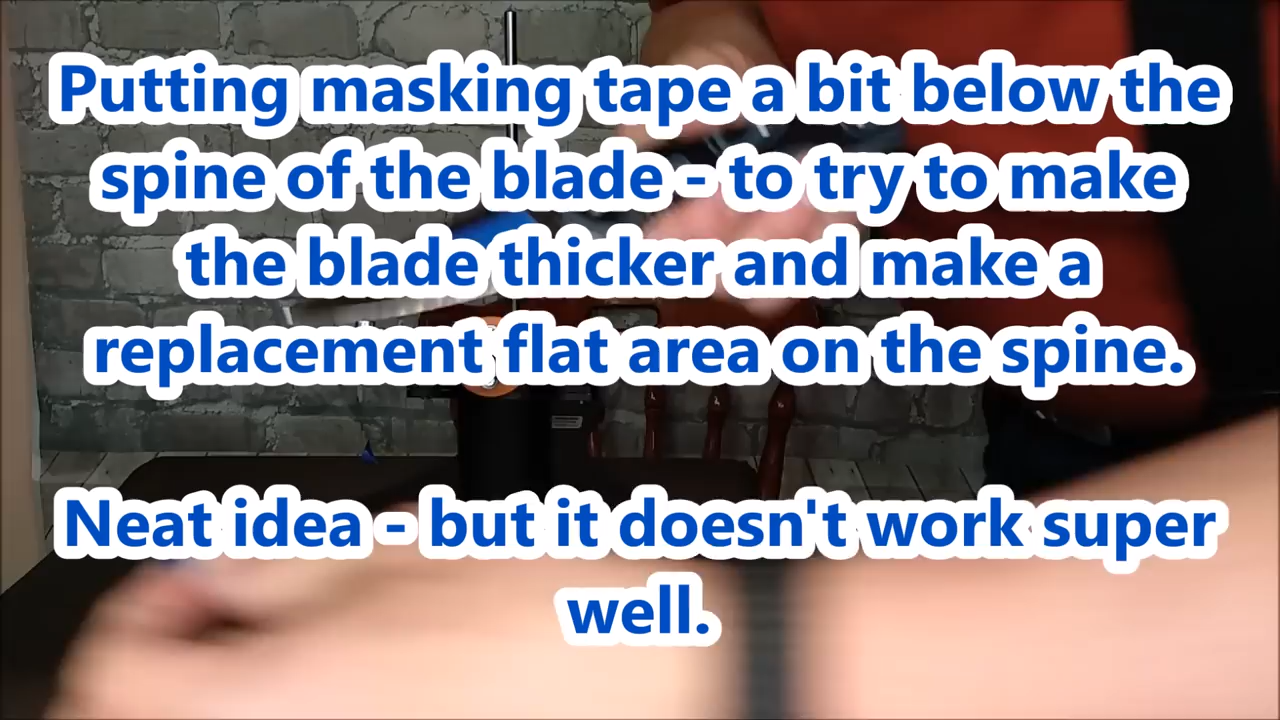 Putting masking tape a bit below the
spine of the blade - to try to make
the blade thicker and make a
replacement flat area on the spine.
Neat idea - but it doesn't work super
well.